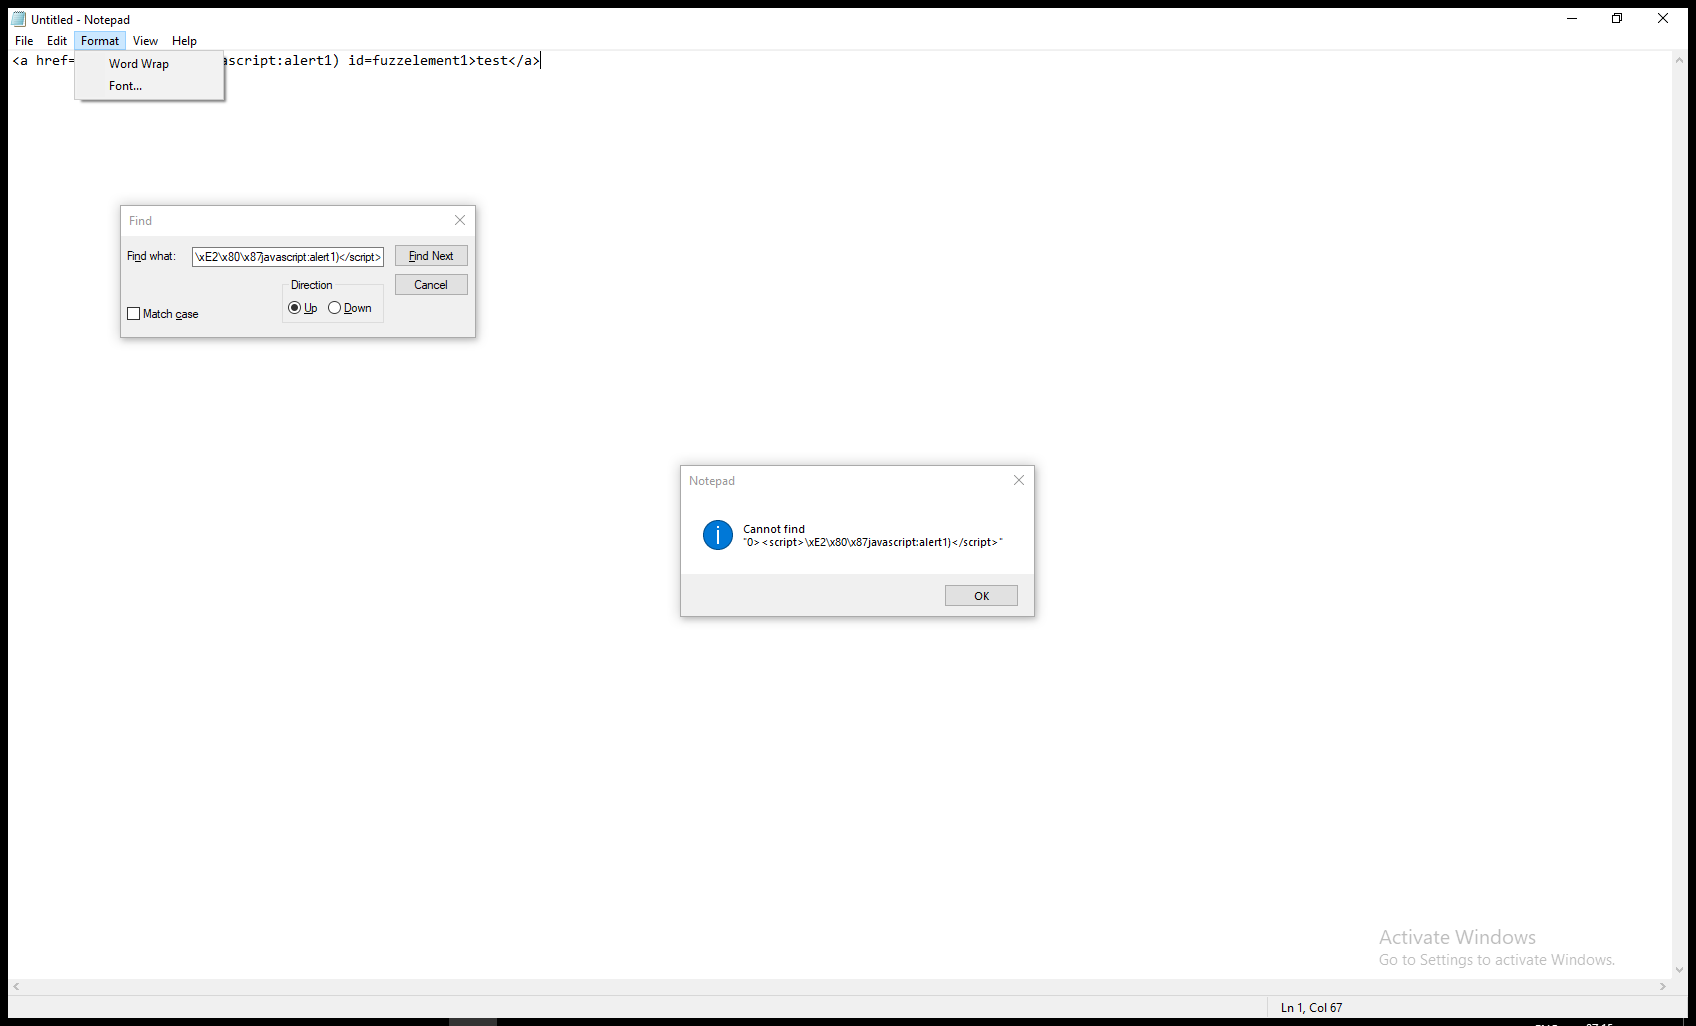 Untitled - Notepad
File Edit Format View Help
<a href= ascript:alert1) id=fuzzelement1>test</a>
Word Wrap
Font...
Find
Find what: \xE2\x80\x87javascript:alert1)</script> Find Next
Direction Cancel
Up Down
Match case
Notepad
Cannot find
"0><script>\xE2\x80\x87javascript:alert1)</script>"
OK
Activate Windows
Go to Settings to activate Windows.
Ln 1, Col 67